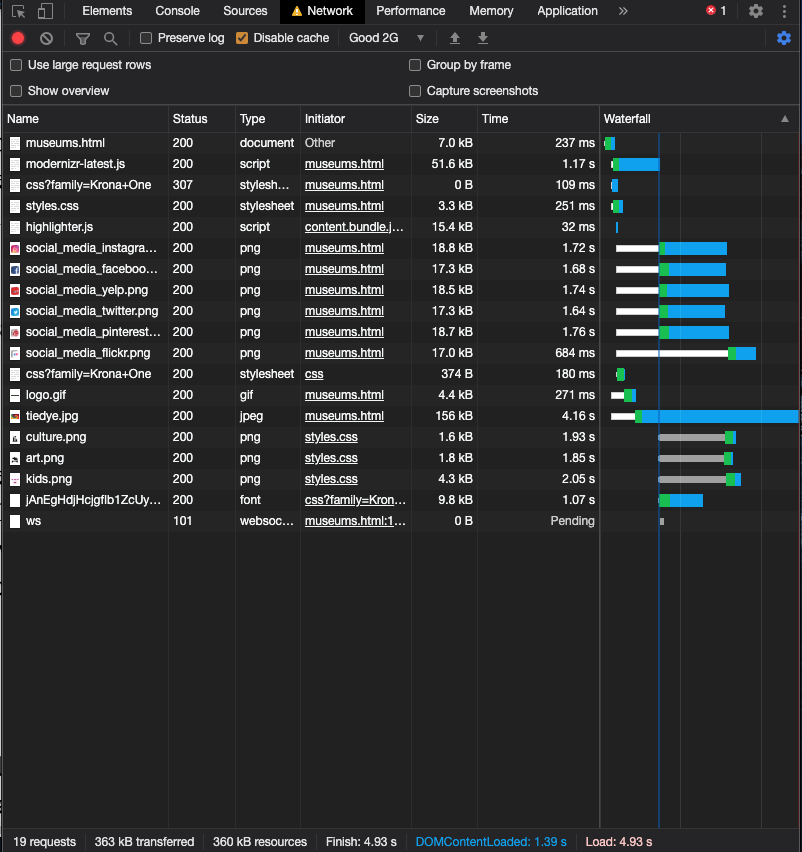 Elements Console Sources Network Performance Memory Application » 1
Preserve log Disable cache Good 2G
Use large request rows Group by frame
Show overview Capture screenshots
Name Status Type Initiator Size Time Waterfall
museums.html 200 document Other 7.0 kB 237 ms
modernizr-latest.js 200 script museums.html 51.6 kB 1.17 s
css?family=Krona+One 307 stylesh... museums.html 0 B 109 ms
styles.css 200 stylesheet museums.html 3.3 kB 251 ms
highlighter.js 200 script content.bundle.j... 15.4 kB 32 ms
social_media_instagra... 200 png museums.html 18.8 kB 1.72 s
social_media_faceboo... 200 png museums.html 17.3 kB 1.68 s
social_media_yelp.png 200 png museums.html 18.5 kB 1.74 s
social_media_twitter.png 200 png museums.html 17.3 kB 1.64 s
social_media_pinterest... 200 png museums.html 18.7 kB 1.76 s
social_media_flickr.png 200 png museums.html 17.0 kB 684 ms
css?family=Krona+One 200 stylesheet css 374 B 180 ms
logo.gif 200 gif museums.html 4.4 kB 271 ms
tiedye.jpg 200 jpeg museums.html 156 kB 4.16 s
culture.png 200 png styles.css 1.6 kB 1.93 s
art.png 200 png styles.css 1.8 kB 1.85 s
kids.png 200 png styles.css 4.3 kB 2.05 s
jAnEgHdjHcjgflb1ZcUy... 200 font css?family=Kron... 9.8 kB 1.07 s
ws 101 websoc... museums.html:1... 0 B Pending
19 requests 363 kB transferred 360 kB resources Finish: 4.93 s DOMContentLoaded: 1.39 s Load: 4.93 s